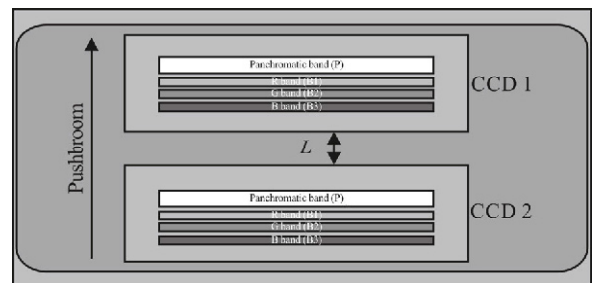 Panchromatic band (P)
R band (B1)
G band (B2)
B band (B3)
CCD 1
L
Pushbroom
Panchromatic band (P)
R band (B1)
G band (B2)
B band (B3)
CCD 2